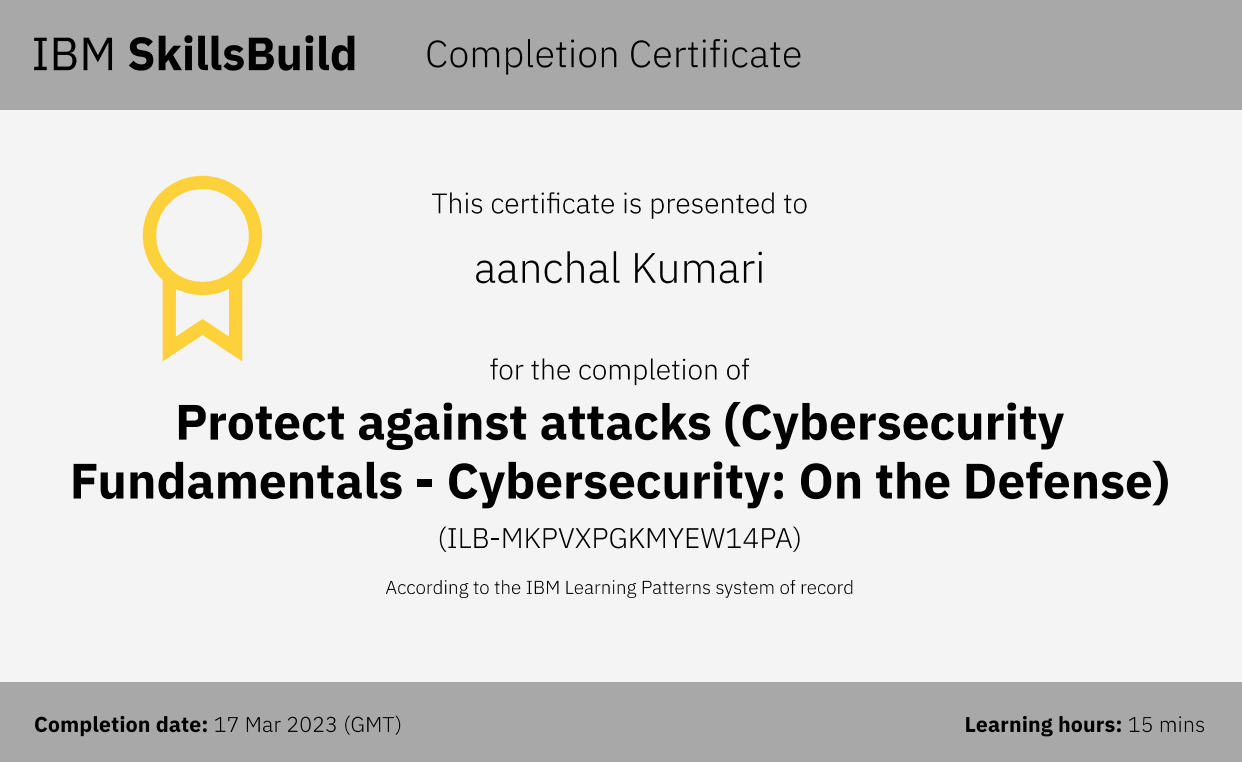 IBM SkillsBuild Completion Certificate
This certificate is presented to
aanchal Kumari
for the completion of
Protect against attacks (Cybersecurity
Fundamentals - Cybersecurity: On the Defense)
(ILB-MKPVXPGKMYEW14PA)
According to the IBM Learning Patterns system of record
Completion date: 17 Mar 2023 (GMT) Learning hours: 15 mins